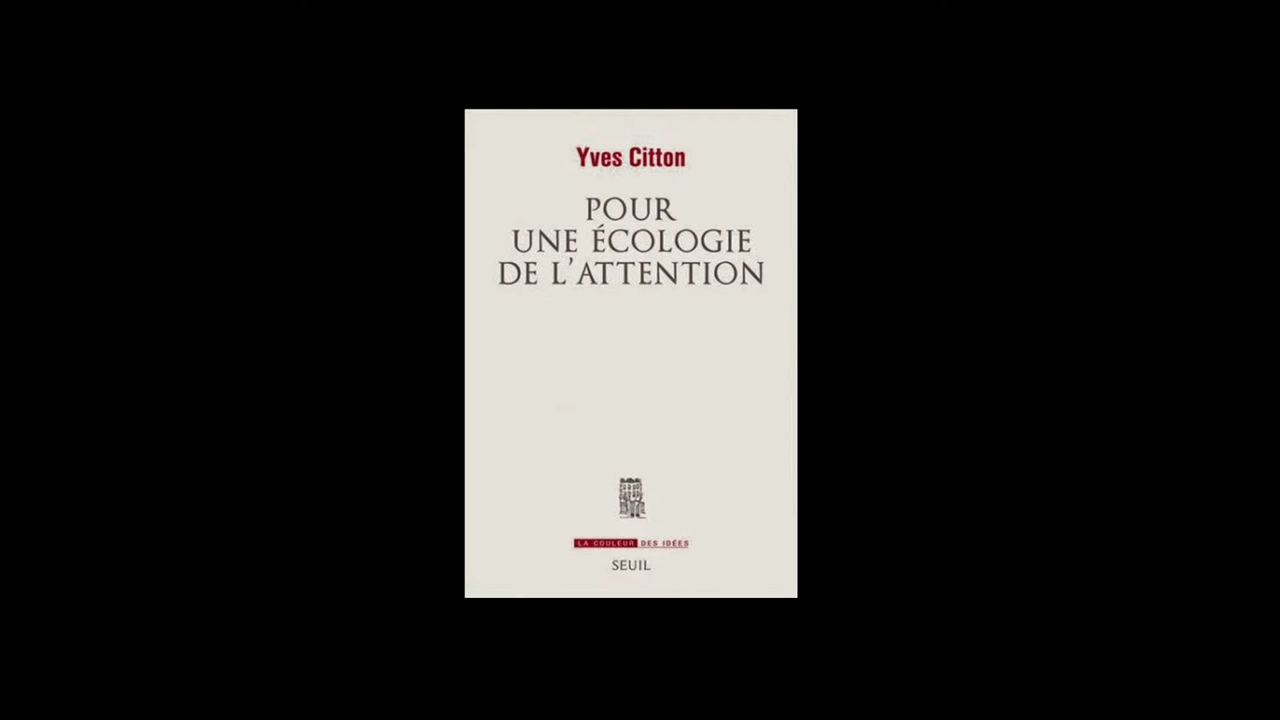 Yves Citton
POUR
UNE ÉCOLOGIE
DE L'ATTENTION
LA COULEUR DES IDÉES
SEUIL